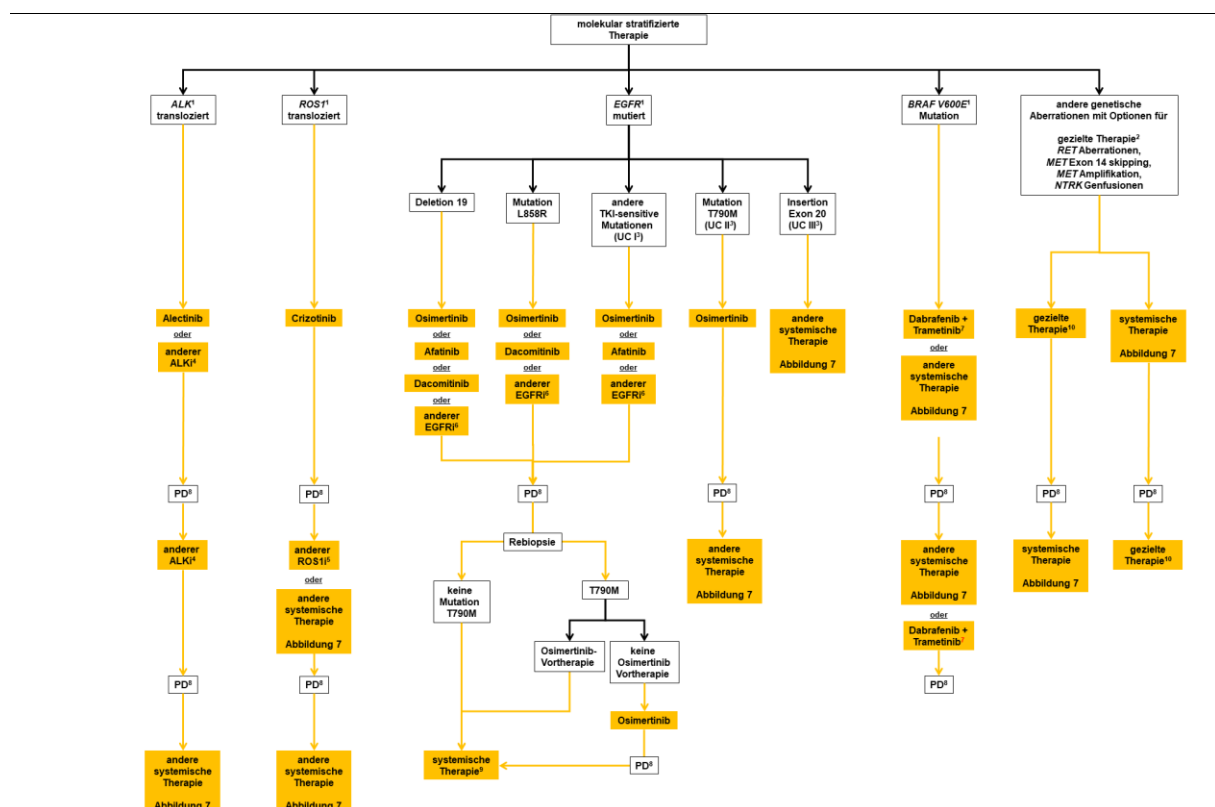 molekular stratifizierte
Therapie
ALK¹
transloziert
ROS1¹
transloziert
EGFR¹
mutiert
BRAF V600E¹
Mutation
andere genetische
Aberrationen mit Optionen für
gezielte Therapie²
RET Aberrationen,
MET Exon 14 skipping,
MET Amplifikation,
NTRK Genfusionen
Deletion 19
Mutation
L858R
andere
TKI-sensitive
Mutationen
(UC I³)
Mutation
T790M
(UC II³)
Insertion
Exon 20
(UC III³)
Alectinib
oder
anderer
ALKi⁴
Crizotinib
Osimertinib
oder
Afatinib
oder
Dacomitinib
oder
anderer
EGFRi⁶
Osimertinib
oder
Dacomitinib
oder
anderer
EGFRi⁶
Osimertinib
oder
Afatinib
oder
anderer
EGFRi⁶
Osimertinib
andere
systemische
Therapie
Abbildung 7
Dabrafenib +
Trametinib⁷
oder
andere
systemische
Therapie
Abbildung 7
gezielte
Therapie¹⁰
systemische
Therapie
Abbildung 7
PD⁸
PD⁸
PD⁸
PD⁸
PD⁸
PD⁸
PD⁸
anderer
ALKi⁴
anderer
ROS1i⁵
oder
andere
systemische
Therapie
Abbildung 7
Rebiopsie
keine
Mutation
T790M
T790M
Osimertinib-
Vortherapie
keine
Osimertinib
Vortherapie
andere
systemische
Therapie
Abbildung 7
andere
systemische
Therapie
Abbildung 7
oder
Dabrafenib +
Trametinib⁷
systemische
Therapie
Abbildung 7
gezielte
Therapie¹⁰
PD⁸
PD⁸
Osimertinib
PD⁸
PD⁸
systemische
Therapie⁹
andere
systemische
Therapie
Abbildung 7
andere
systemische
Therapie
Abbildung 7